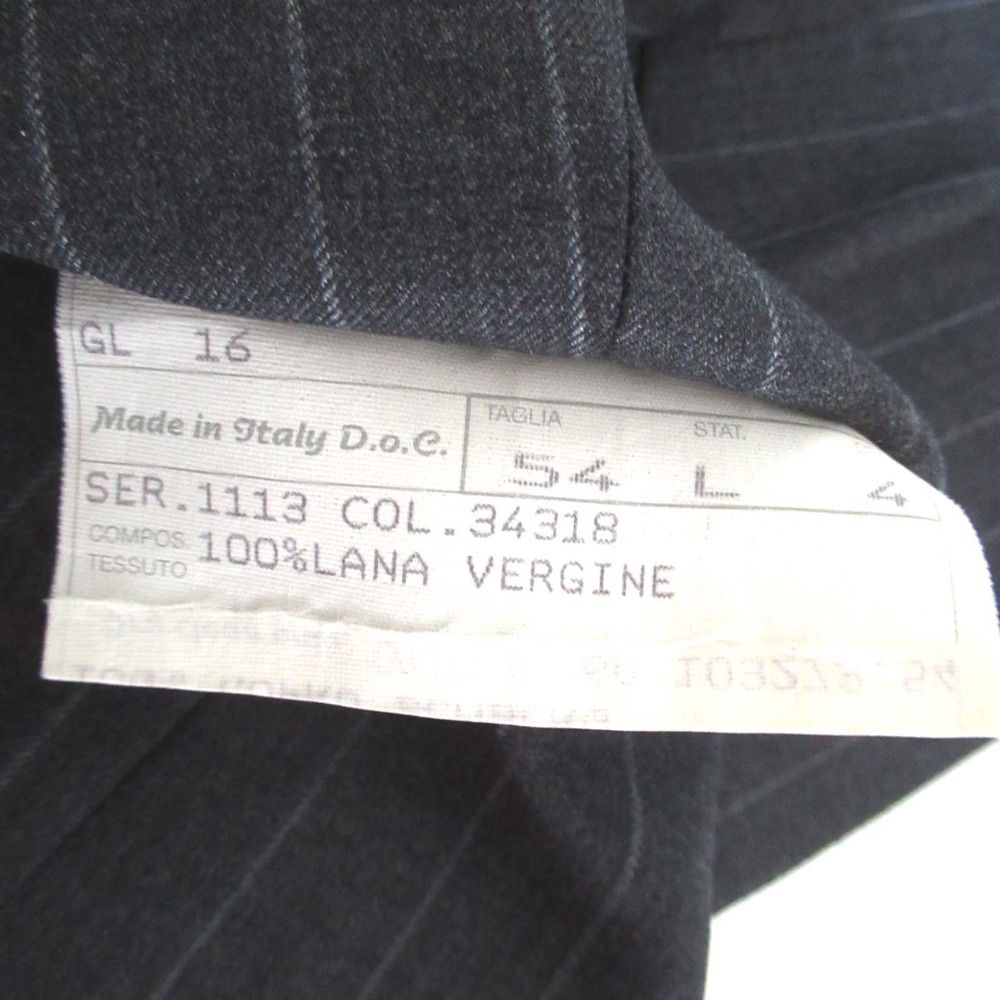 GL 16
Made in Italy D.o.C.
TAGLIA STAT.
54 L 4
SER.1113 COL.34318
COMPOS. TESSUTO 100%LANA VERGINE